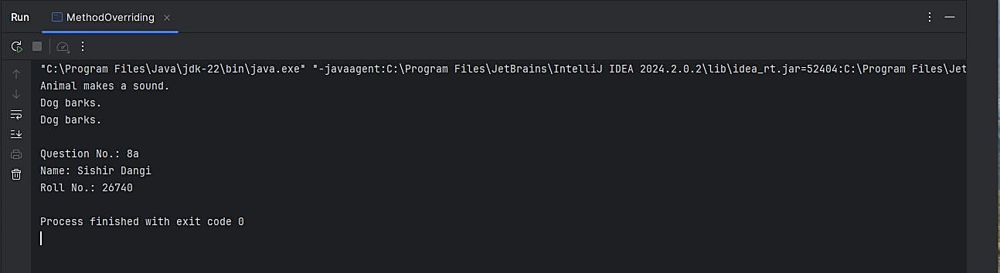 Run MethodOverriding
"C:\Program Files\Java\jdk-22\bin\java.exe" "-javaagent:C:\Program Files\JetBrains\IntelliJ IDEA 2024.2.0.2\lib\idea_rt.jar=52404:C:\Program Files\Jet
Animal makes a sound.
Dog barks.
Dog barks.
Question No.: 8a
Name: Sishir Dangi
Roll No.: 26740
Process finished with exit code 0